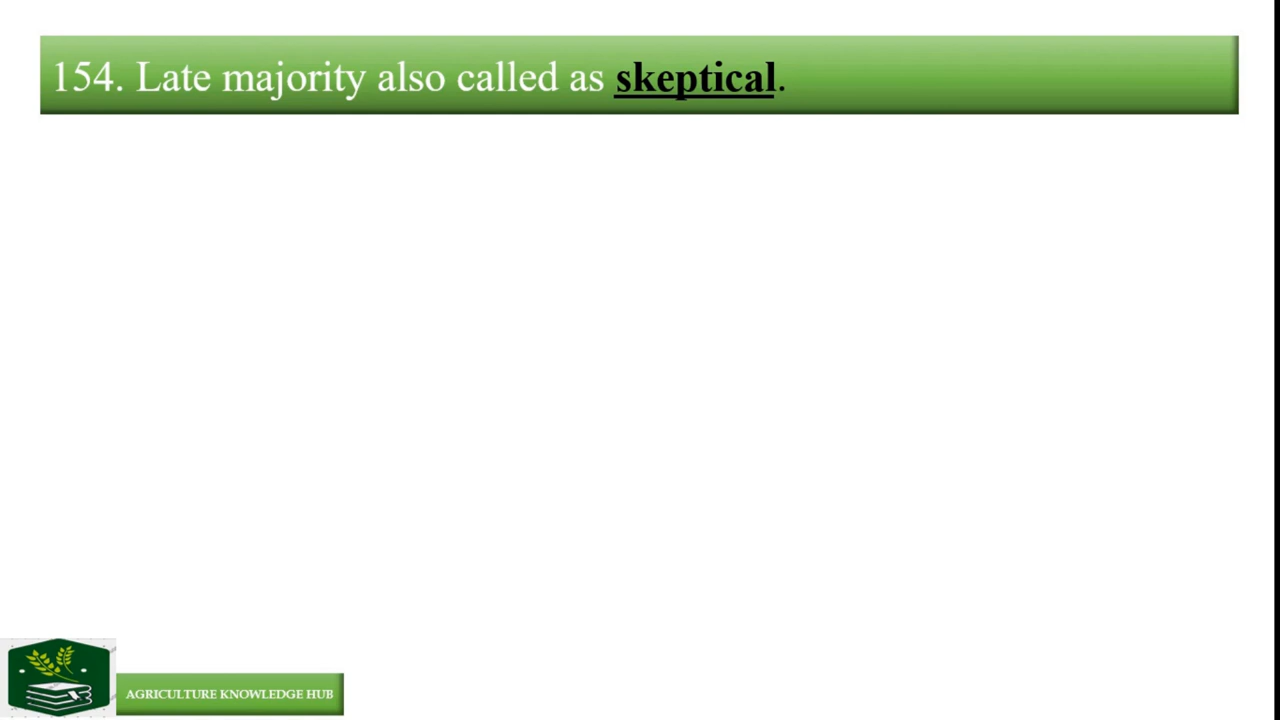 154. Late majority also called as skeptical.
AGRICULTURE KNOWLEDGE HUB